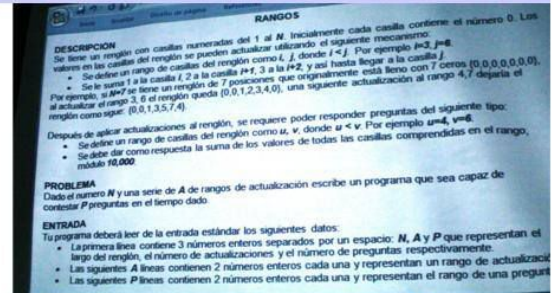 Diseño de página
RANGOS
DESCRIPCIÓN
Se tiene un renglón con casillas numeradas del 1 al N. Inicialmente cada casilla contiene el número 0. Los
valores en las casillas del renglón se pueden actualizar utilizando el siguiente mecanismo:
• Se define un rango de casillas del renglón como i, j, donde i < j. Por ejemplo i=3, j=6.
• Se le suma 1 a la casilla i, 2 a la casilla i+1, 3 a la i+2, y así hasta llegar a la casilla j.
Por ejemplo, si N=7 se tiene un renglón de 7 posiciones que originalmente está lleno con 7 ceros {0,0,0,0,0,0,0},
al actualizar el rango 3, 6 el renglón queda {0,0,1,2,3,4,0}, una siguiente actualización al rango 4,7 dejaría el
renglón como sigue: {0,0,1,3,5,7,4}.
Después de aplicar actualizaciones al renglón, se requiere poder responder preguntas del siguiente tipo:
• Se define un rango de casillas del renglón como u, v, donde u < v. Por ejemplo u=4, v=6.
• Se debe dar como respuesta la suma de los valores de todas las casillas comprendidas en el rango,
módulo 10,000.
PROBLEMA
Dado el numero N y una serie de A de rangos de actualización escribe un programa que sea capaz de
contestar P preguntas en el tiempo dado.
ENTRADA
Tu programa deberá leer de la entrada estándar los siguientes datos:
• La primera línea contiene 3 números enteros separados por un espacio: N, A y P que representan el
largo del renglón, el número de actualizaciones y el número de preguntas respectivamente.
• Las siguientes A líneas contienen 2 números enteros cada una y representan un rango de actualizació
• Las siguientes P líneas contienen 2 números enteros cada una y representan el rango de una pregunt